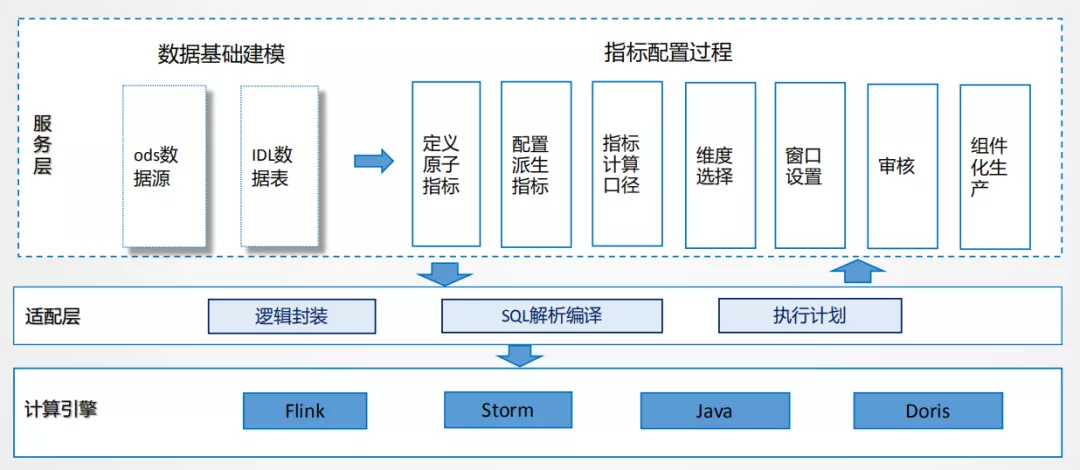 数据基础建模
指标配置过程
服
务
层
ods数
据源
IDL数
据表
定义
原子
指标
配置
派生
指标
指标
计算
口径
维度
选择
窗口
设置
审核
组件
化生
产
适配层
逻辑封装
SQL解析编译
执行计划
计算引擎
Flink
Storm
Java
Doris